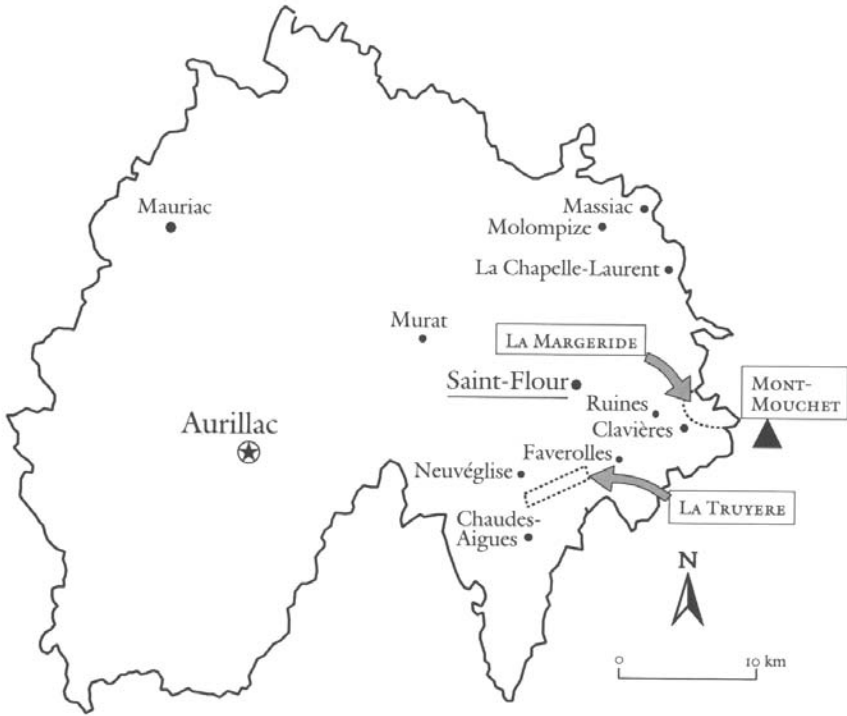 Mauriac
Massiac
Molompize
La Chapelle-Laurent
Murat
LA MARGERIDE
Saint-Flour
MONT-
MOUCHET
Ruines
Clavières
Aurillac
Faverolles
Neuvéglise
LA TRUYERE
Chaudes-
Aigues
N
0
10 km